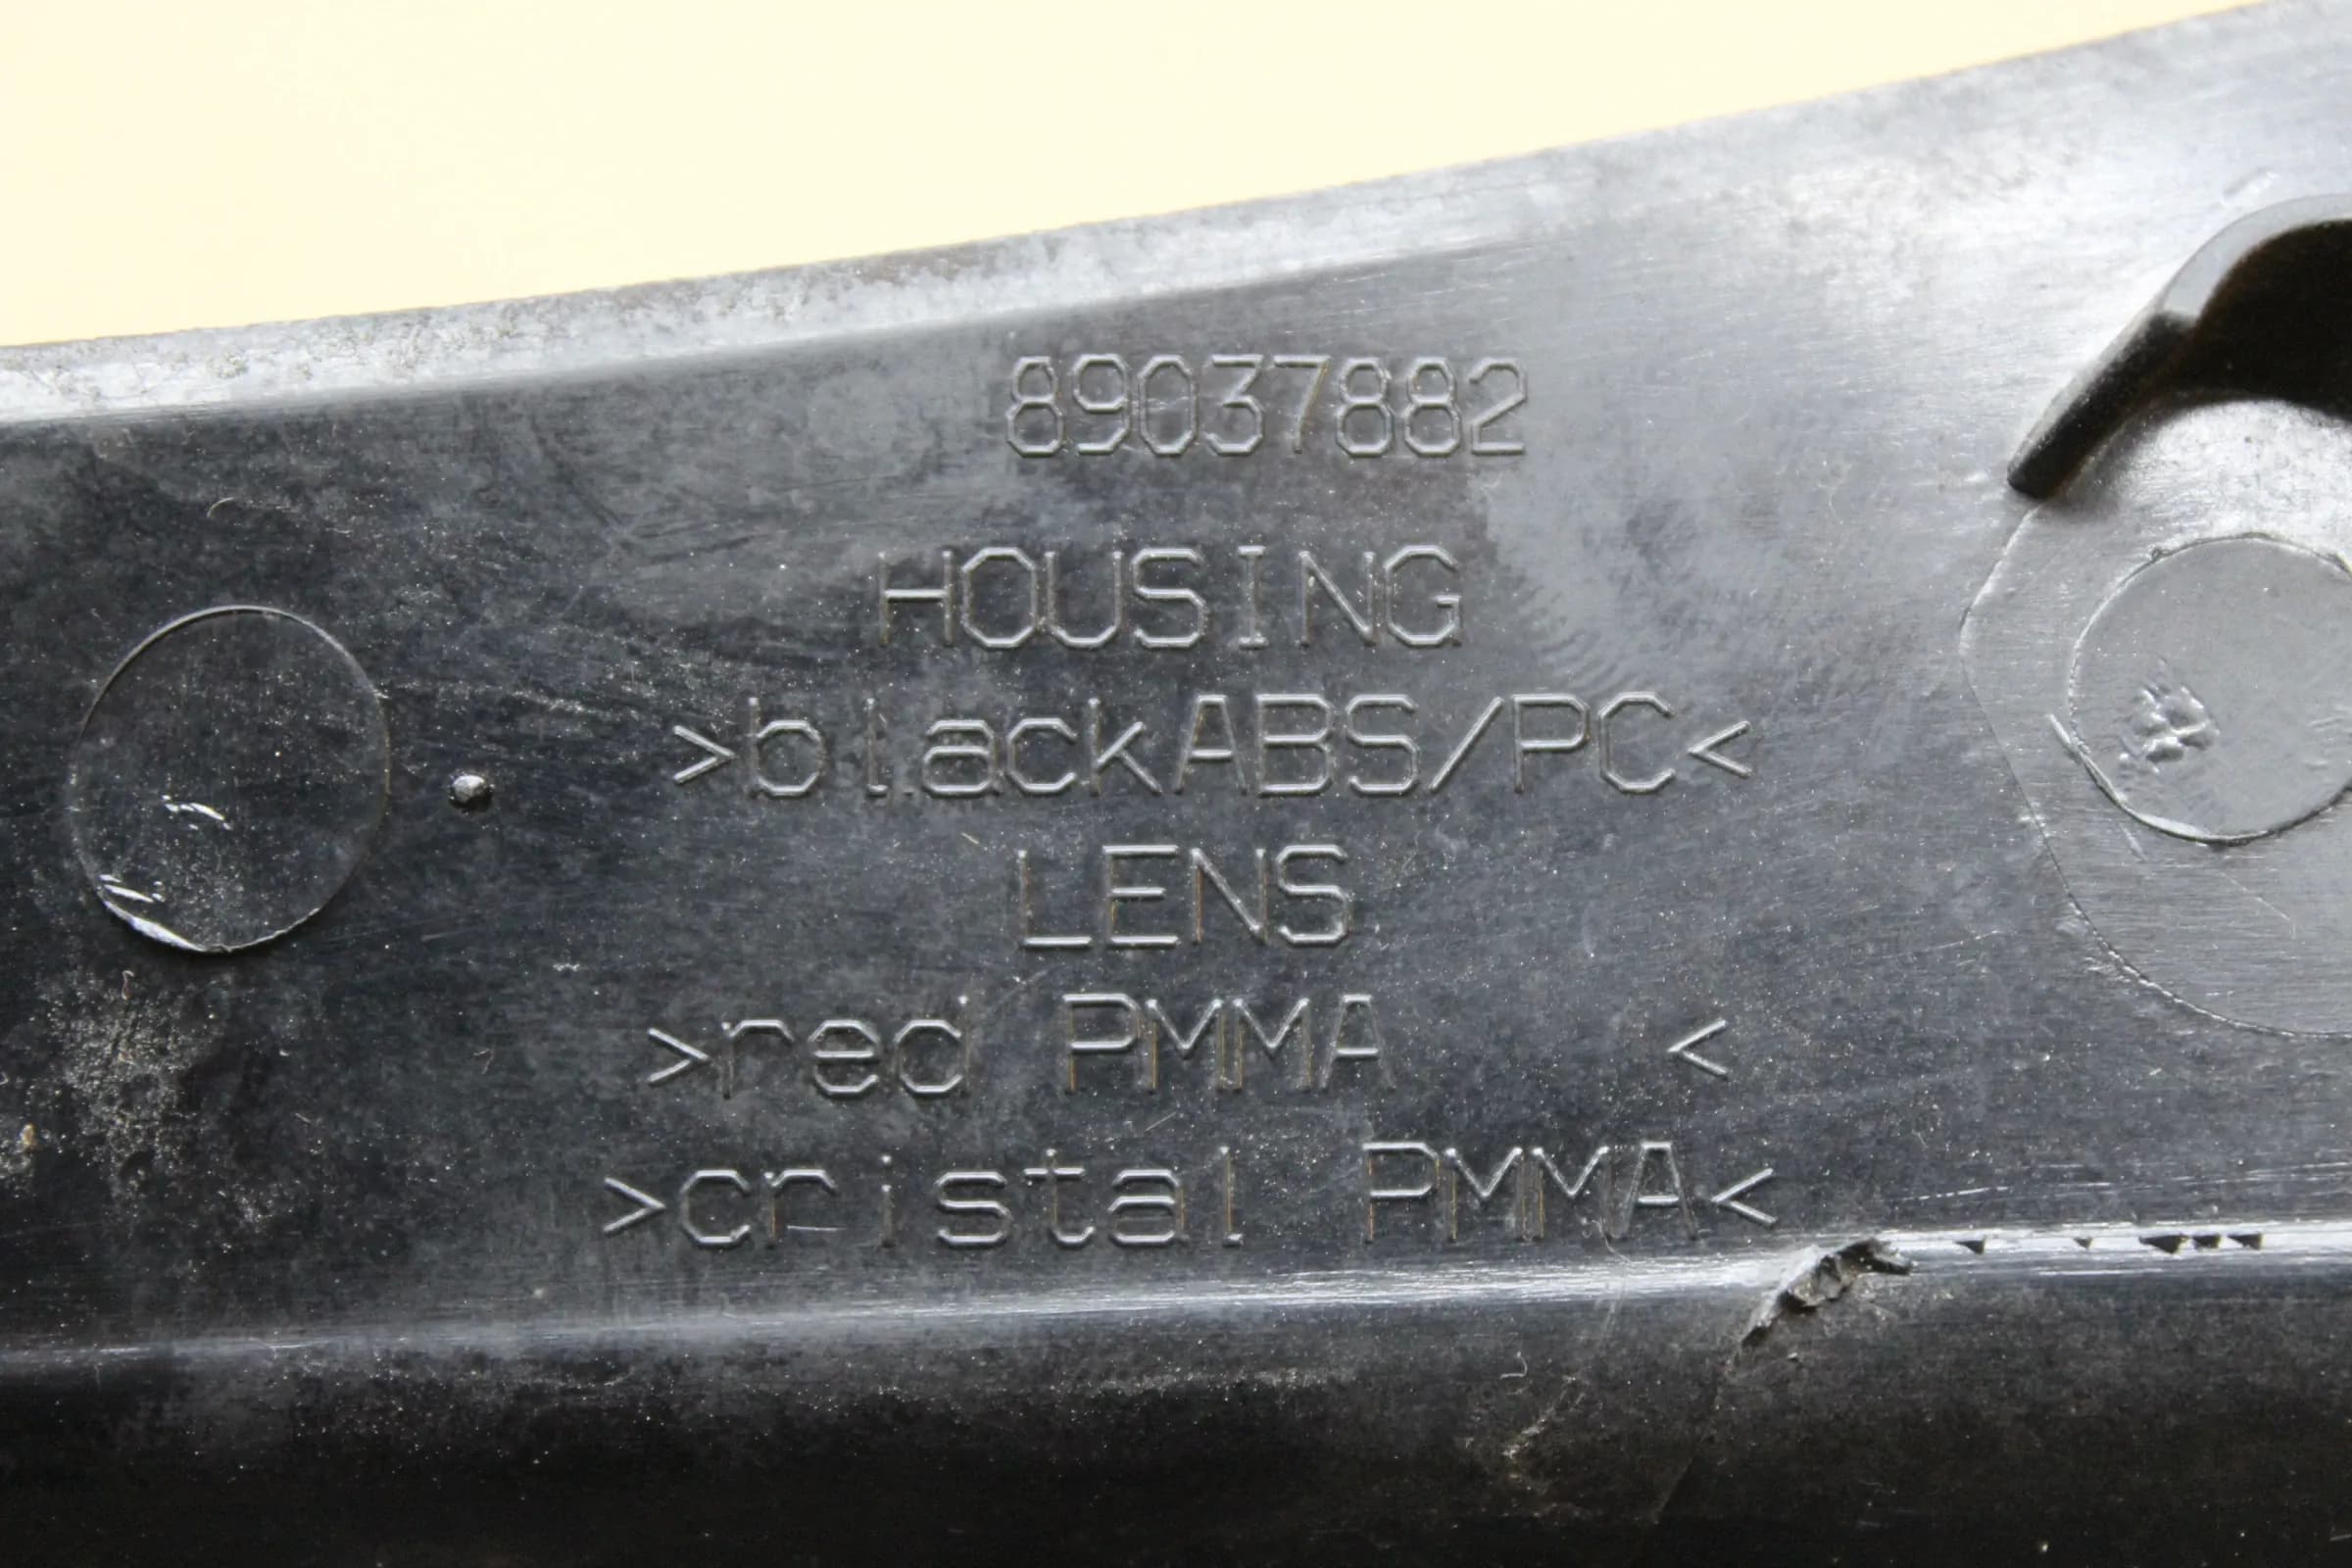 89037882
HOUSING
>blackABS/PC<
LENS
>red PMMA <
>cristal PMMA<